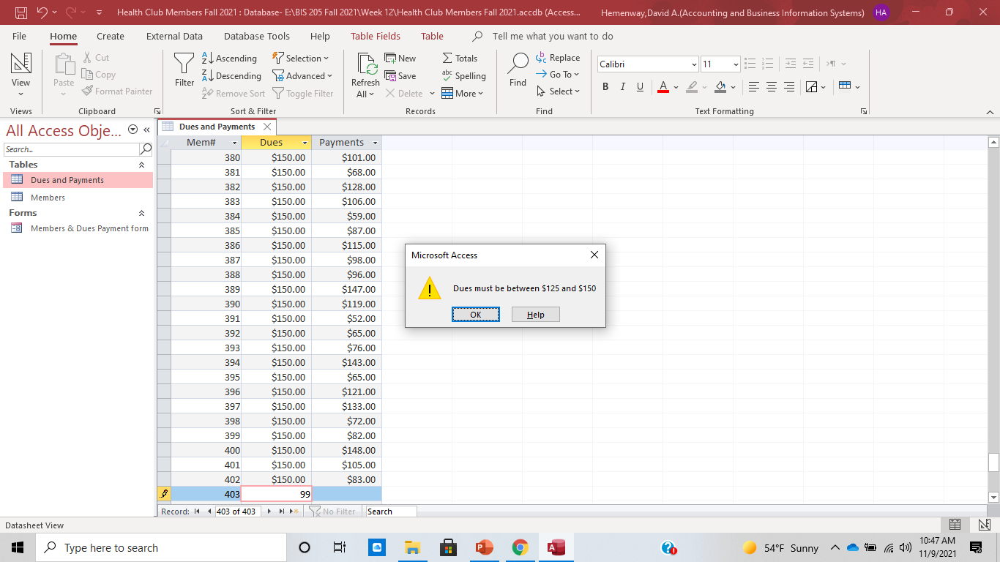 Health Club Members Fall 2021 : Database- E:\BIS 205 Fall 2021\Week 12\Health Club Members Fall 2021.accdb (Access... Hemenway,David A.(Accounting and Business Information Systems) HA
File Home Create External Data Database Tools Help Table Fields Table Tell me what you want to do
View
Views
Paste
Cut
Copy
Format Painter
Clipboard
Filter
Ascending
Descending
Remove Sort
Selection
Advanced
Toggle Filter
Sort & Filter
Refresh
All
New
Save
Delete
Totals
abc Spelling
More
Records
Find
Replace
Go To
Select
Find
Calibri 11
B I U A
Text Formatting
All Access Obje...
Search...
Tables
Dues and Payments
Members
Forms
Members & Dues Payment form
Dues and Payments
Mem# Dues Payments
380 $150.00 $101.00
381 $150.00 $68.00
382 $150.00 $128.00
383 $150.00 $106.00
384 $150.00 $59.00
385 $150.00 $87.00
386 $150.00 $115.00
387 $150.00 $98.00
388 $150.00 $96.00
389 $150.00 $147.00
390 $150.00 $119.00
391 $150.00 $52.00
392 $150.00 $65.00
393 $150.00 $76.00
394 $150.00 $143.00
395 $150.00 $65.00
396 $150.00 $121.00
397 $150.00 $133.00
398 $150.00 $72.00
399 $150.00 $82.00
400 $150.00 $148.00
401 $150.00 $105.00
402 $150.00 $83.00
403 99
Microsoft Access
Dues must be between $125 and $150
OK Help
Record: 403 of 403 No Filter Search
Datasheet View
Type here to search
54°F Sunny
10:47 AM
11/9/2021